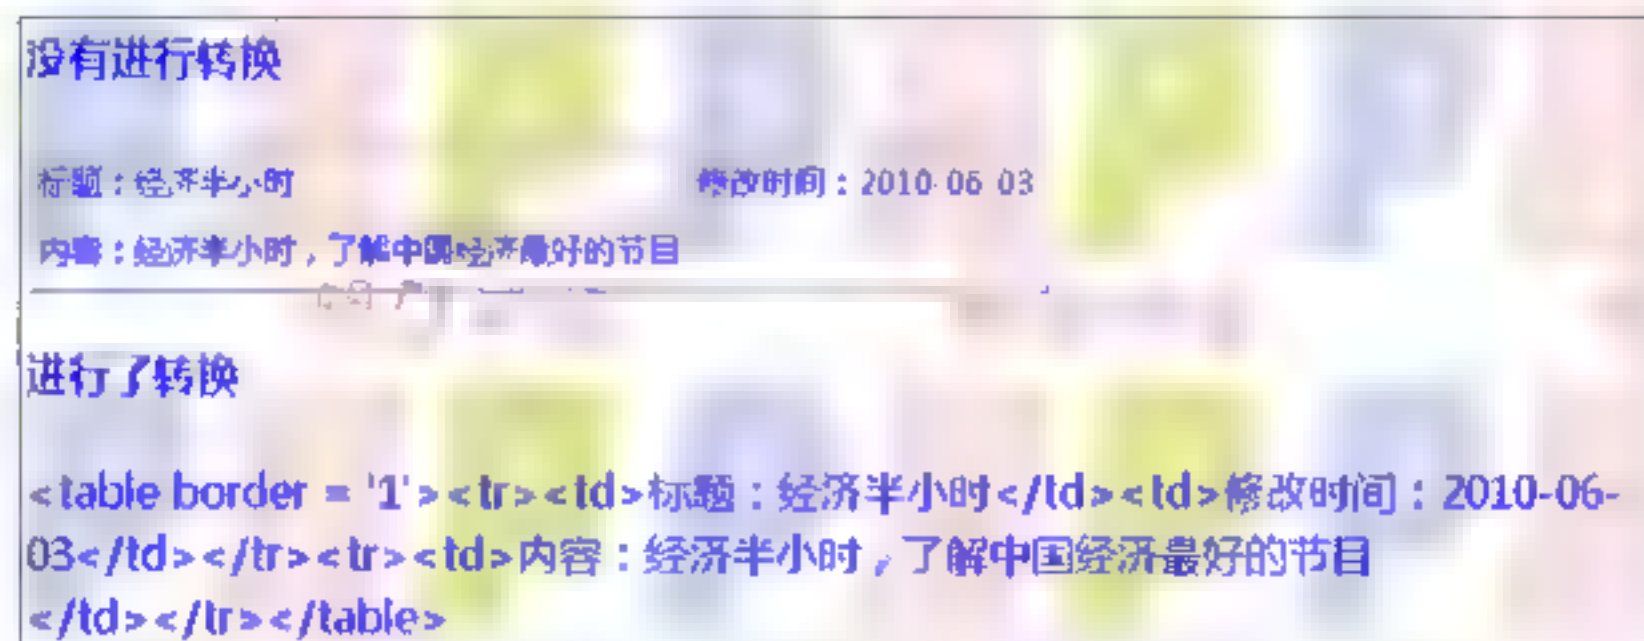 没有进行转换
标题：经济半小时 修改时间：2010-06-03
内容：经济半小时，了解中国经济最好的节目
进行了转换
<table border = '1'><tr><td>标题：经济半小时</td><td>修改时间：2010-06-
03</td></tr><tr><td>内容：经济半小时，了解中国经济最好的节目
</td></tr></table>